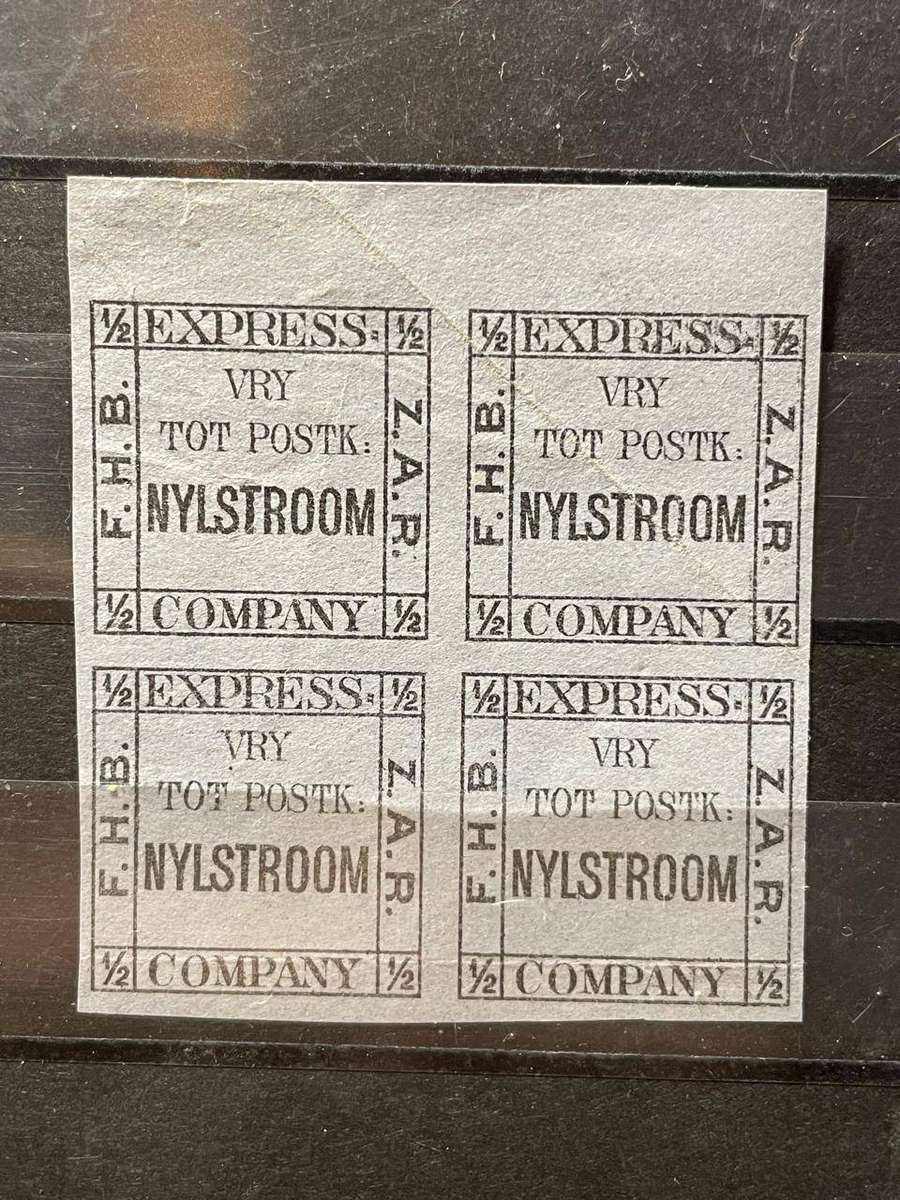 ½ EXPRESS: ½
F.H.B.
VRY
TOT POSTK:
NYLSTROOM
Z.A.R.
½ COMPANY ½
½ EXPRESS: ½
F.H.B.
VRY
TOT POSTK:
NYLSTROOM
Z.A.R.
½ COMPANY ½
½ EXPRESS: ½
F.H.B.
VRY
TOT POSTK:
NYLSTROOM
Z.A.R.
½ COMPANY ½
½ EXPRESS: ½
F.H.B.
VRY
TOT POSTK:
NYLSTROOM
Z.A.R.
½ COMPANY ½